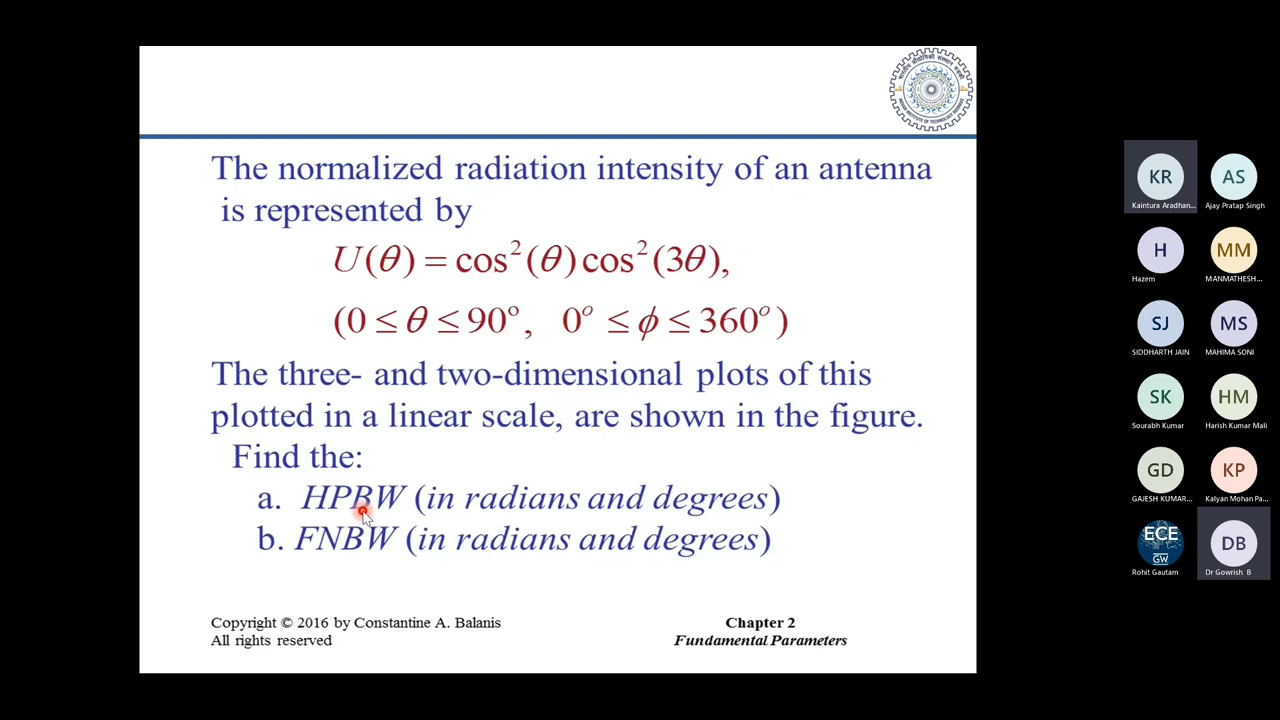 The normalized radiation intensity of an antenna
is represented by
U(θ) = cos²(θ)cos²(3θ),
(0 ≤ θ ≤ 90°, 0° ≤ ϕ ≤ 360°)
The three- and two-dimensional plots of this
plotted in a linear scale, are shown in the figure.
Find the:
a. HPBW (in radians and degrees)
b. FNBW (in radians and degrees)
Copyright © 2016 by Constantine A. Balanis
All rights reserved
Chapter 2
Fundamental Parameters
KR
Kaintura Aradhan...
AS
Ajay Pratap Singh
H
Hazem
MM
MANMATHESH...
SJ
SIDDHARTH JAIN
MS
MAHIMA SONI
SK
Sourabh Kumar
HM
Harish Kumar Mali
GD
GAJESH KUMAR...
KP
Kalyan Mohan Pa...
ECE
GW
Rohit Gautam
DB
Dr Gowrish B